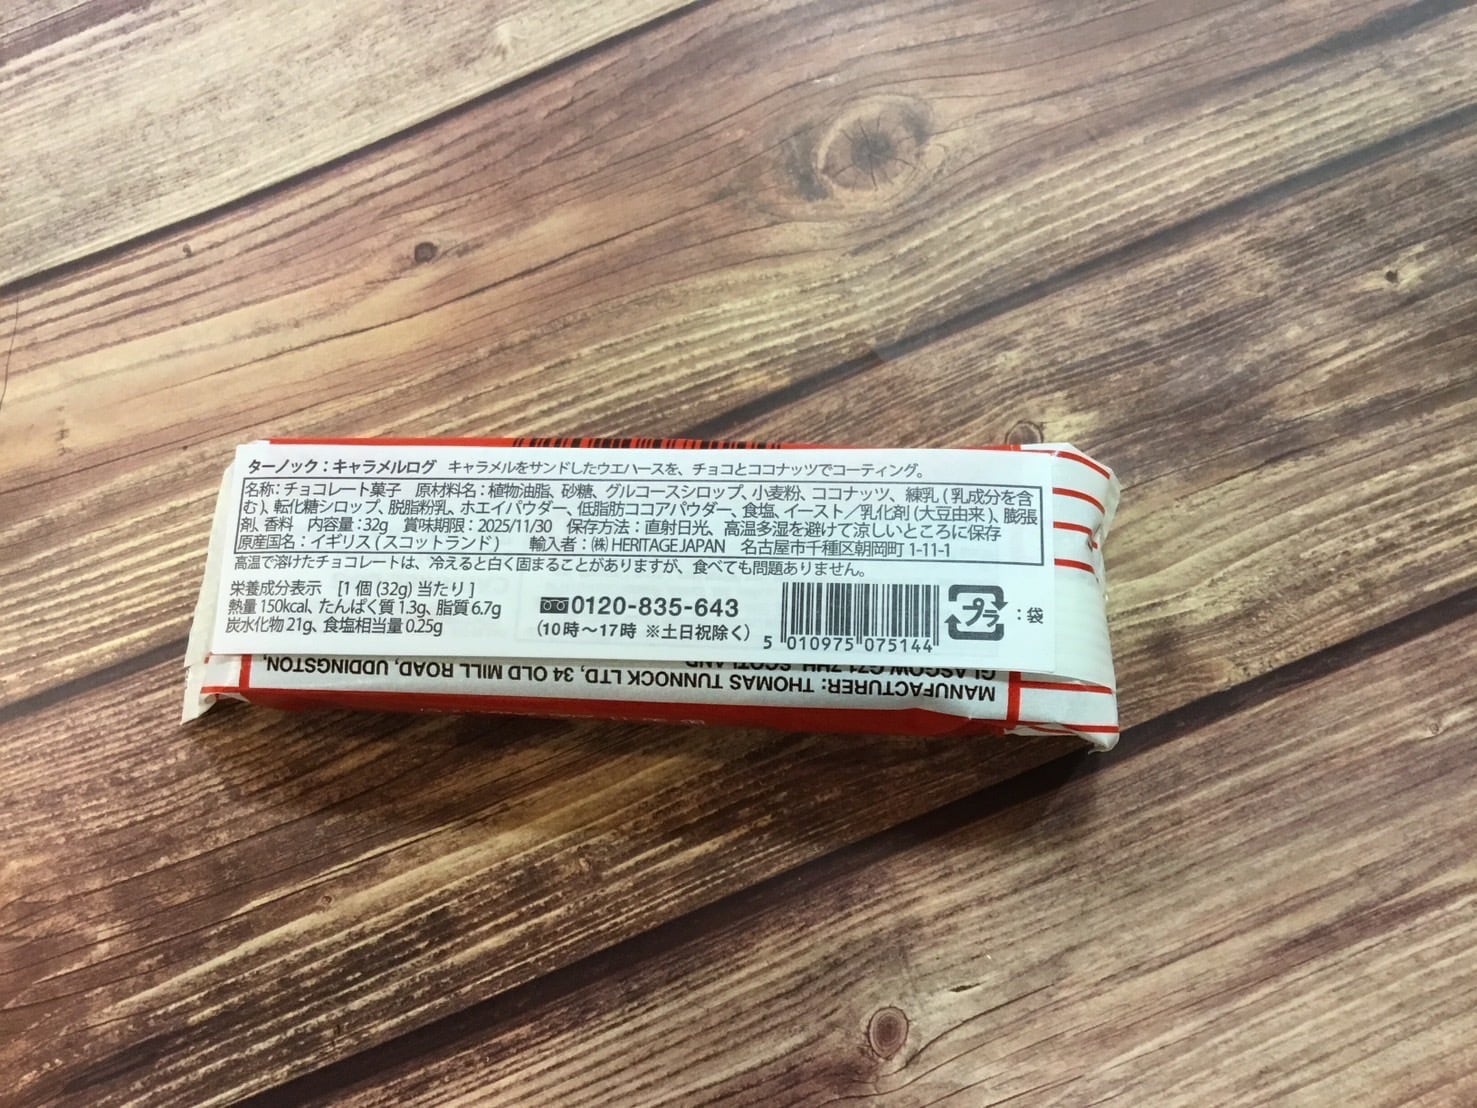 ターノック：キャラメルログ　キャラメルをサンドしたウエハースを、チョコとココナッツでコーティング。
名称：チョコレート菓子　原材料名：植物油脂、砂糖、グルコースシロップ、小麦粉、ココナッツ、練乳（乳成分を含
む）、転化糖シロップ、脱脂粉乳、ホエイパウダー、低脂肪ココアパウダー、食塩、イースト／乳化剤（大豆由来）、膨張
剤、香料　内容量：32g　賞味期限：2025/11/30　保存方法：直射日光、高温多湿を避けて涼しいところに保存
原産国名：イギリス（スコットランド）　輸入者：㈱ HERITAGE JAPAN　名古屋市千種区朝岡町 1-11-1
高温で溶けたチョコレートは、冷えると白く固まることがありますが、食べても問題ありません。
栄養成分表示　[1 個 (32g) 当たり ]
熱量 150kcal、たんぱく質 1.3g、脂質 6.7g
炭水化物 21g、食塩相当量 0.25g
0120-835-643
（10時～17時 ※土日祝除く）
5 010975 075144
プラ：袋
MANUFACTURER: THOMAS TUNNOCK LTD, 34 OLD MILL ROAD, UDDINGSTON,
GLASGOW G71 7HH, SCOTLAND